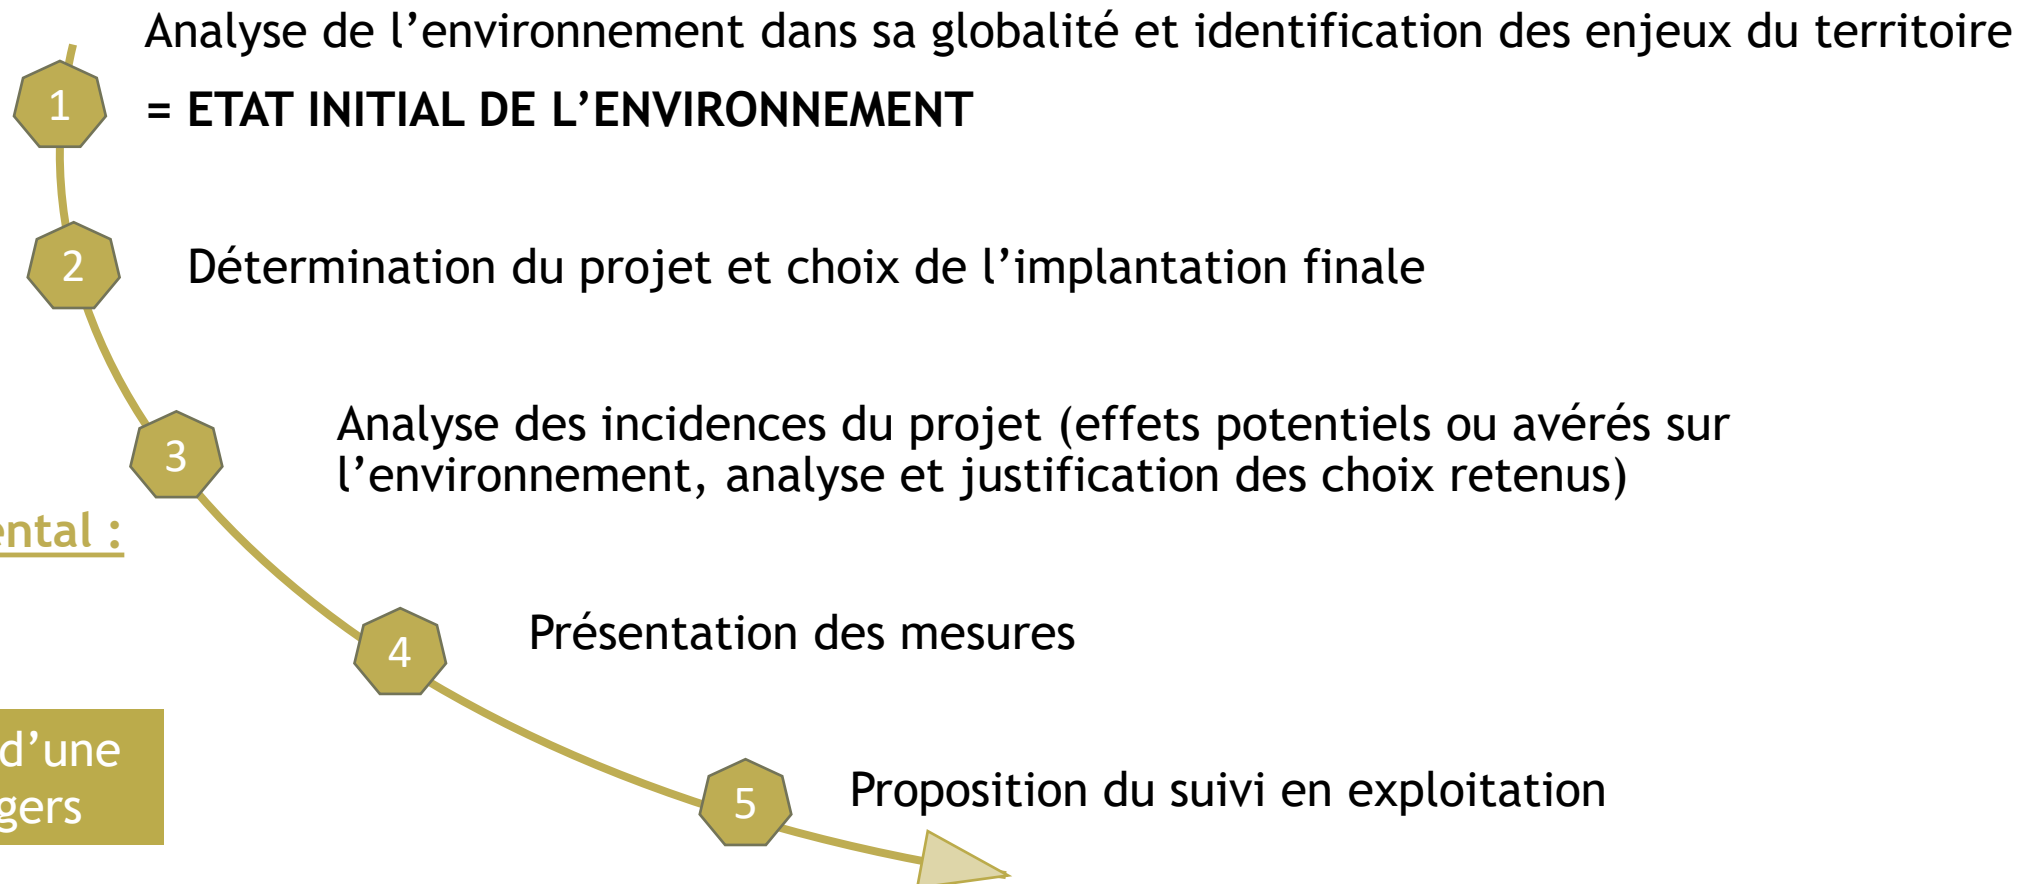 Analyse de l’environnement dans sa globalité et identification des enjeux du territoire
1
= ETAT INITIAL DE L’ENVIRONNEMENT
2
Détermination du projet et choix de l’implantation finale
3
Analyse des incidences du projet (effets potentiels ou avérés sur
l’environnement, analyse et justification des choix retenus)
ental :
4
Présentation des mesures
d’une
gers
5
Proposition du suivi en exploitation